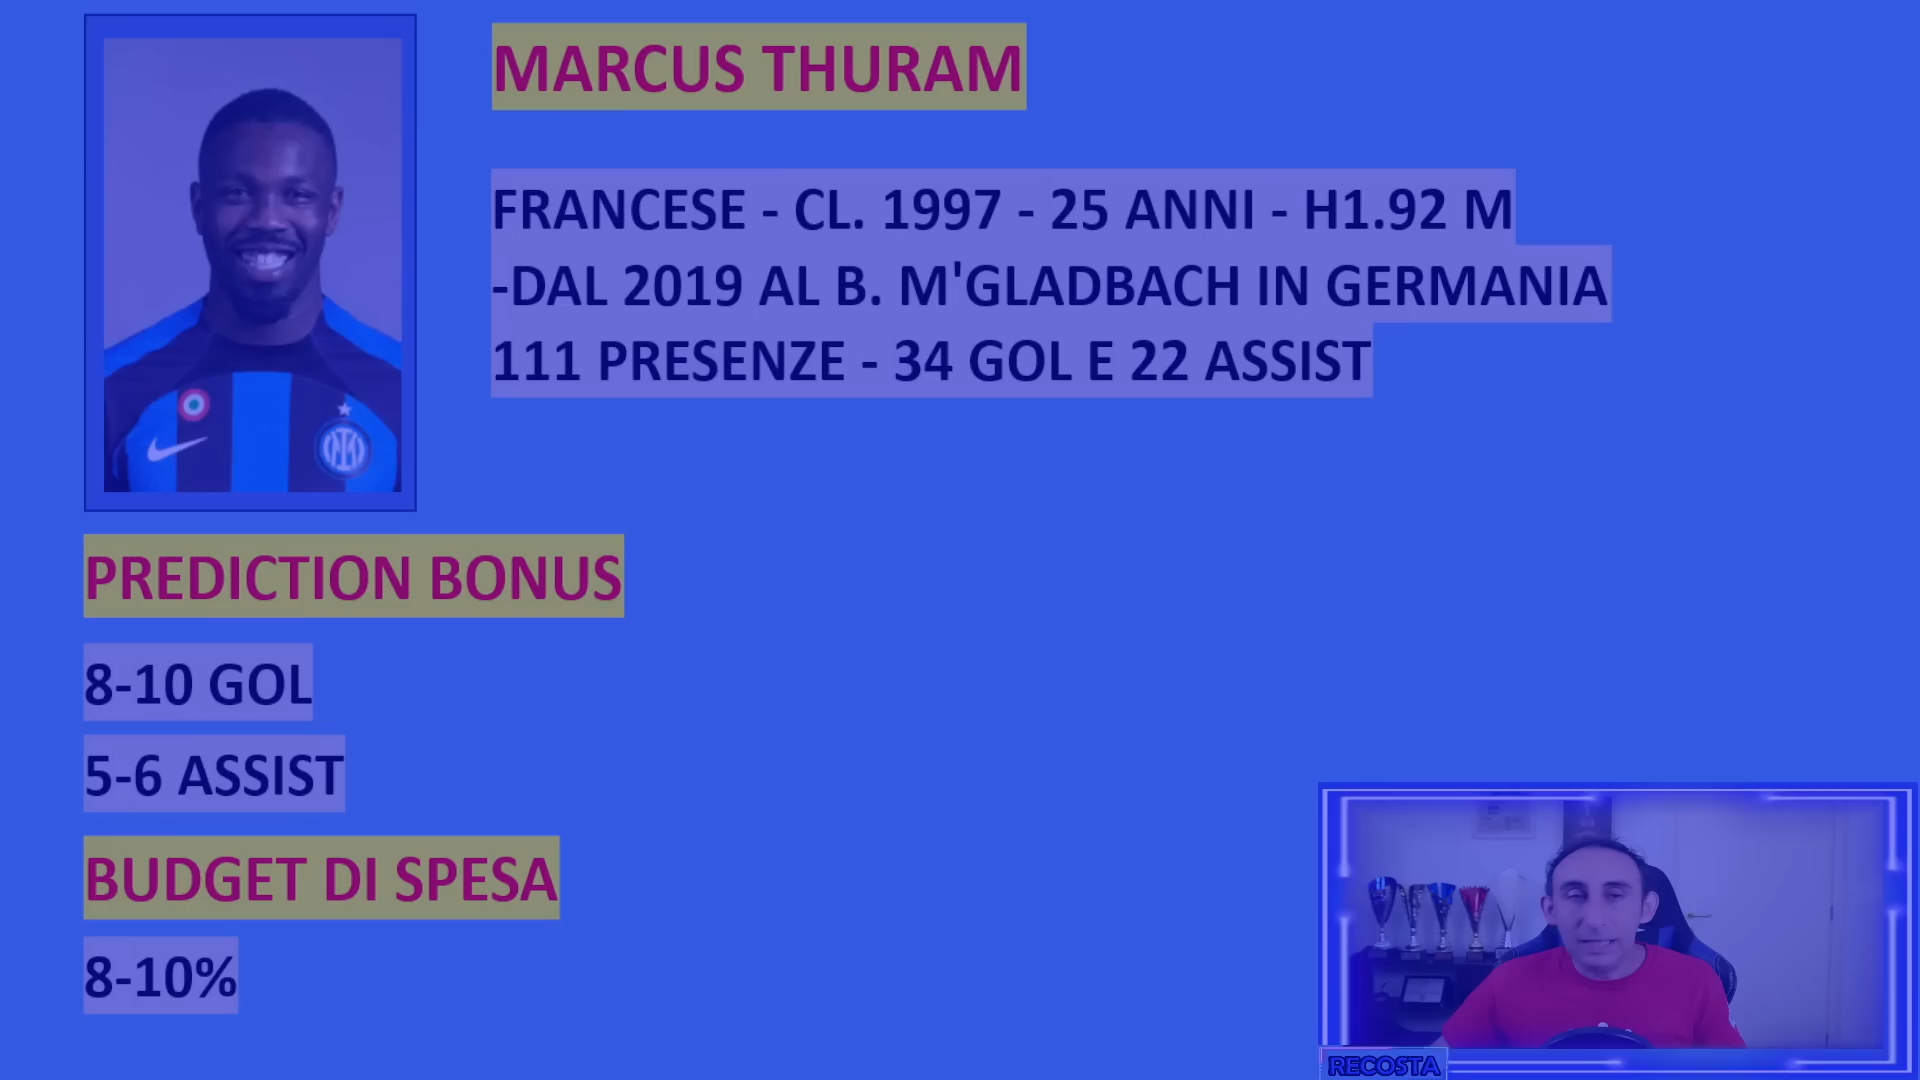 MARCUS THURAM
FRANCESE - CL. 1997 - 25 ANNI - H1.92 M
-DAL 2019 AL B. M'GLADBACH IN GERMANIA
111 PRESENZE - 34 GOL E 22 ASSIST
PREDICTION BONUS
8-10 GOL
5-6 ASSIST
BUDGET DI SPESA
8-10%
RECOSTA